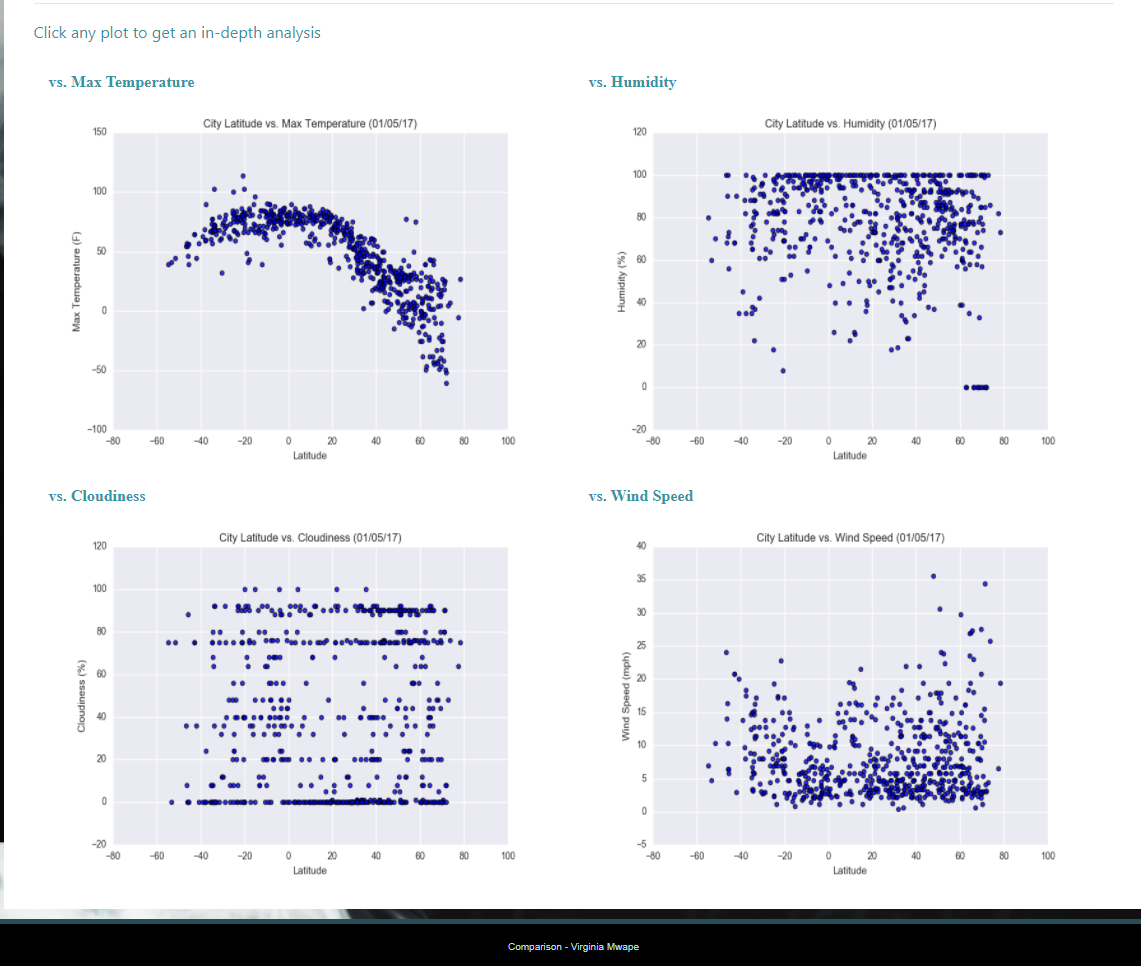 Click any plot to get an in-depth analysis
vs. Max Temperature
vs. Humidity
City Latitude vs. Max Temperature (01/05/17)
150
100
50
0
−50
−100
Max Temperature (F)
−80 −60 −40 −20 0 20 40 60 80 100
Latitude
City Latitude vs. Humidity (01/05/17)
120
100
80
60
40
20
0
−20
Humidity (%)
−80 −60 −40 −20 0 20 40 60 80 100
Latitude
vs. Cloudiness
vs. Wind Speed
City Latitude vs. Cloudiness (01/05/17)
120
100
80
60
40
20
0
−20
Cloudiness (%)
−80 −60 −40 −20 0 20 40 60 80 100
Latitude
City Latitude vs. Wind Speed (01/05/17)
40
35
30
25
20
15
10
5
0
−5
Wind Speed (mph)
−80 −60 −40 −20 0 20 40 60 80 100
Latitude
Comparison - Virginia Mwape